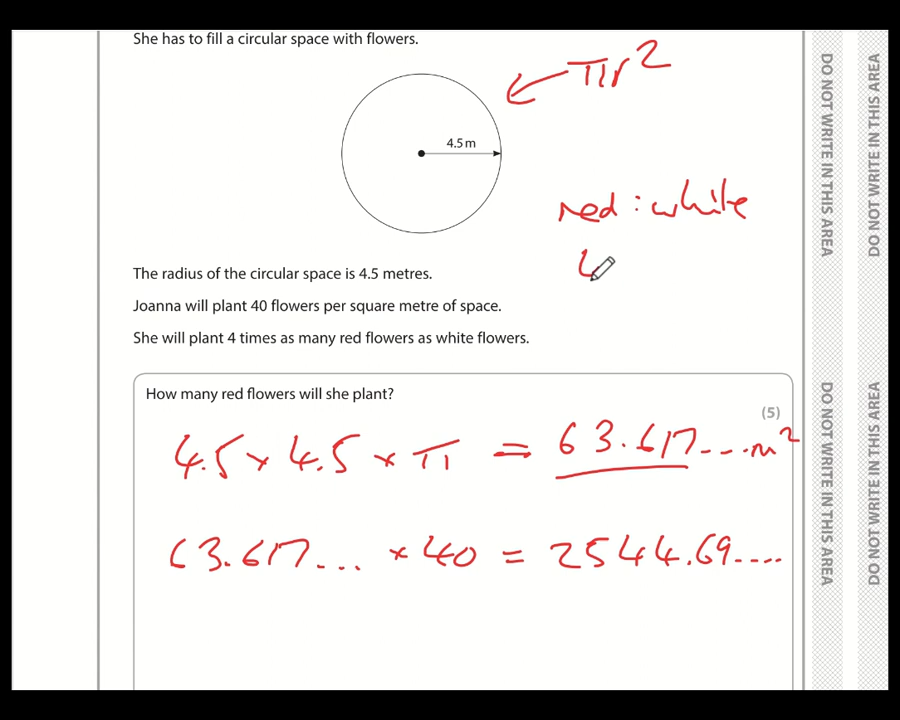 She has to fill a circular space with flowers.
πr²
4.5 m
red : white
The radius of the circular space is 4.5 metres.
Joanna will plant 40 flowers per square metre of space.
She will plant 4 times as many red flowers as white flowers.
How many red flowers will she plant?
(5)
4.5 × 4.5 × π = 63.617...m²
63.617... × 40 = 2544.69....
DO NOT WRITE IN THIS AREA
DO NOT WRITE IN THIS AREA
DO NOT WRITE IN THIS AREA
DO NOT WRITE IN THIS AREA